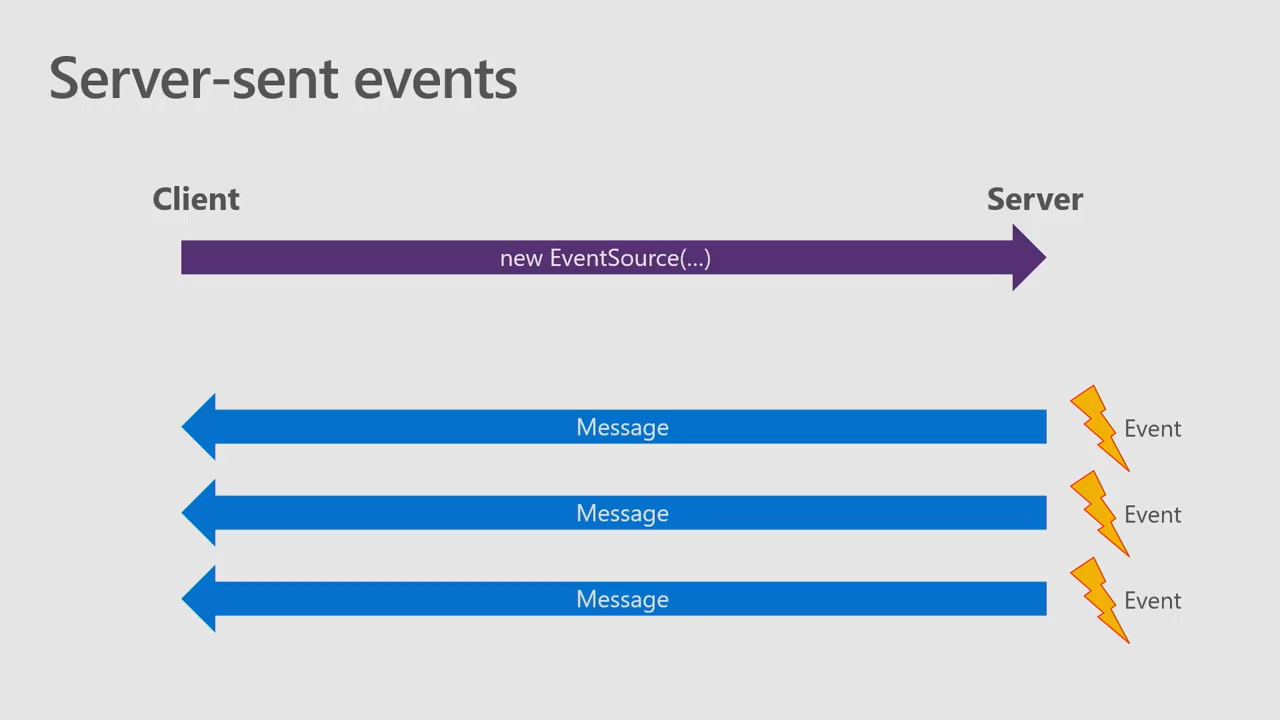 Server-sent events
Client
Server
new EventSource(...)
Message
Event
Message
Event
Message
Event